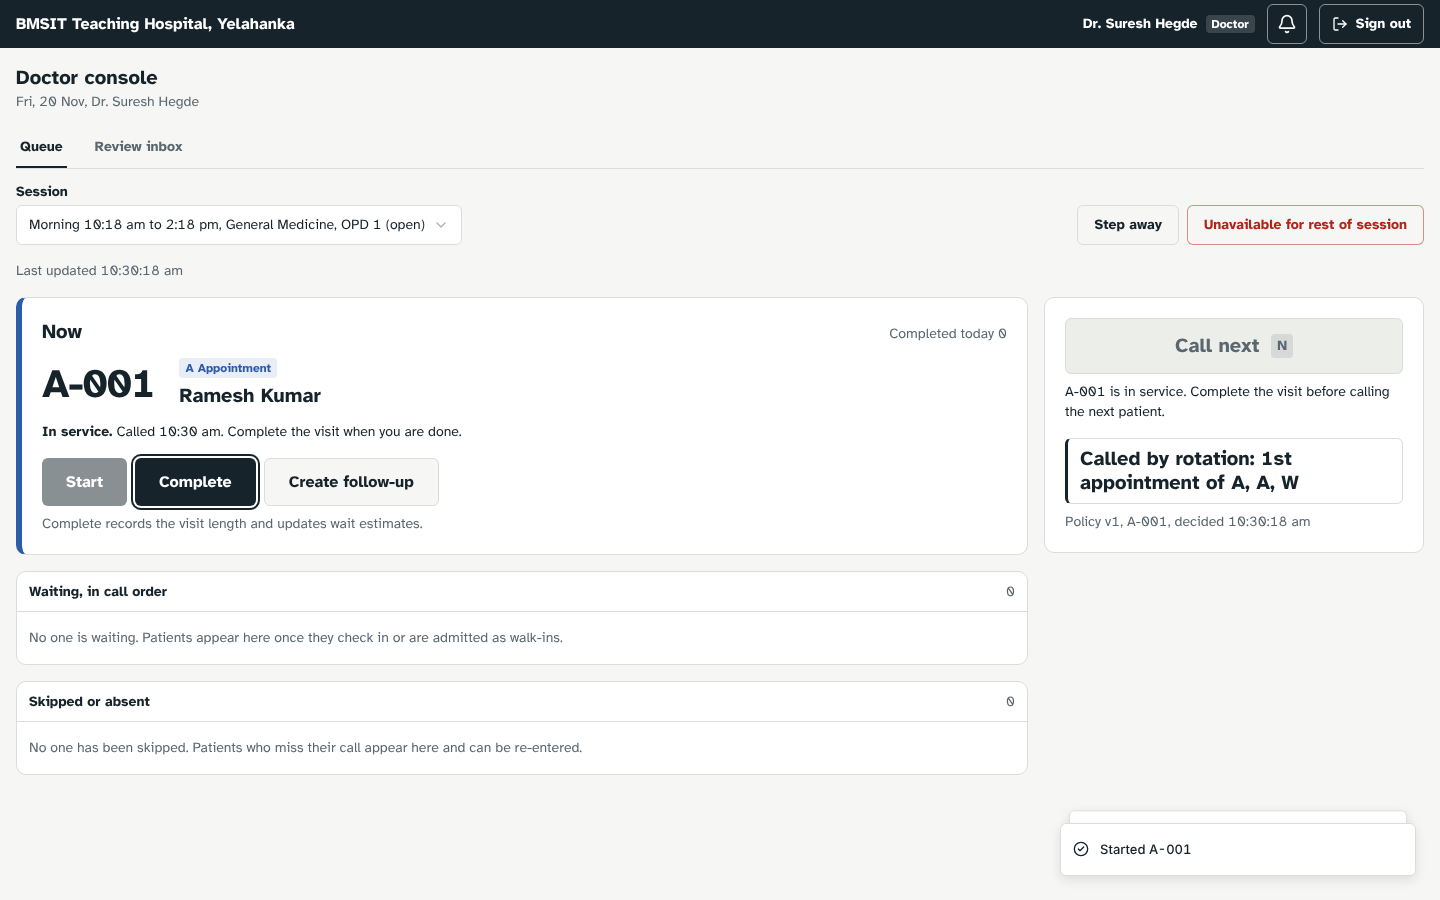 BMSIT Teaching Hospital, Yelahanka
Dr. Suresh Hegde Doctor Sign out
Doctor console
Fri, 20 Nov, Dr. Suresh Hegde
Queue Review inbox
Session
Morning 10:18 am to 2:18 pm, General Medicine, OPD 1 (open)
Step away Unavailable for rest of session
Last updated 10:30:18 am
Now
Completed today 0
A-001
A Appointment
Ramesh Kumar
In service. Called 10:30 am. Complete the visit when you are done.
Start Complete Create follow-up
Complete records the visit length and updates wait estimates.
Call next N
A-001 is in service. Complete the visit before calling
the next patient.
Called by rotation: 1st
appointment of A, A, W
Policy v1, A-001, decided 10:30:18 am
Waiting, in call order 0
No one is waiting. Patients appear here once they check in or are admitted as walk-ins.
Skipped or absent 0
No one has been skipped. Patients who miss their call appear here and can be re-entered.
Started A-001